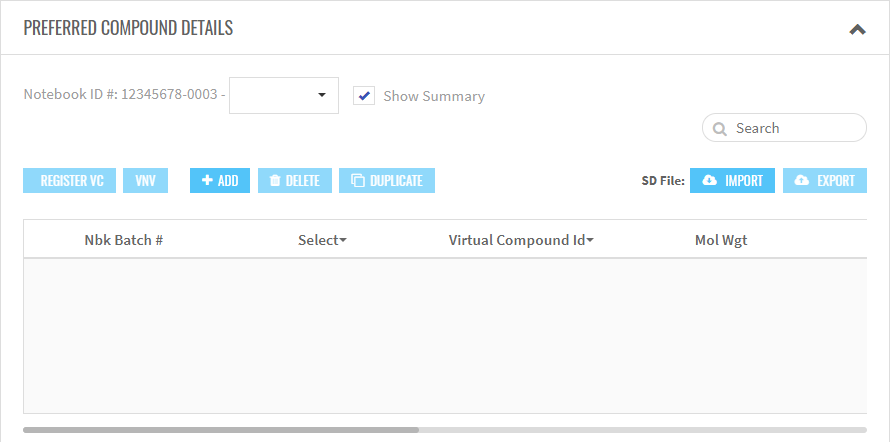 PREFERRED COMPOUND DETAILS
Notebook ID #: 12345678-0003 -
Show Summary
Search
REGISTER VC VNV ADD DELETE DUPLICATE SD File: IMPORT EXPORT
Nbk Batch # Select Virtual Compound Id Mol Wgt